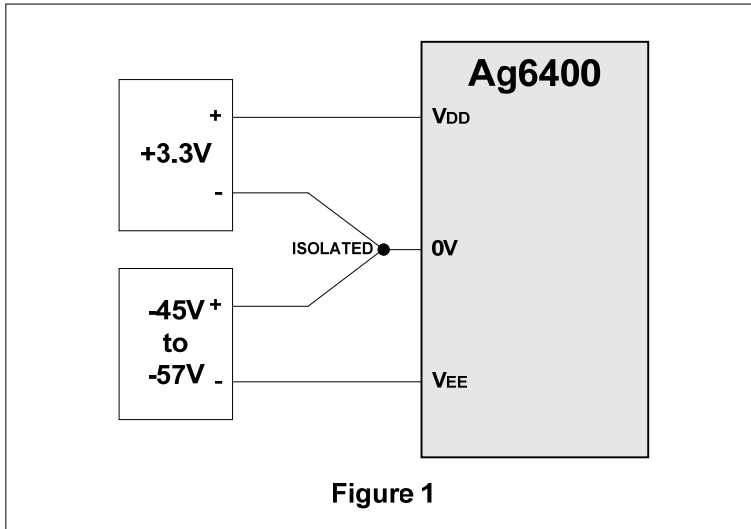 Ag6400
+
VDD
+3.3V
-
ISOLATED
0V
-45V
+
to
-57V
-
VEE
Figure 1